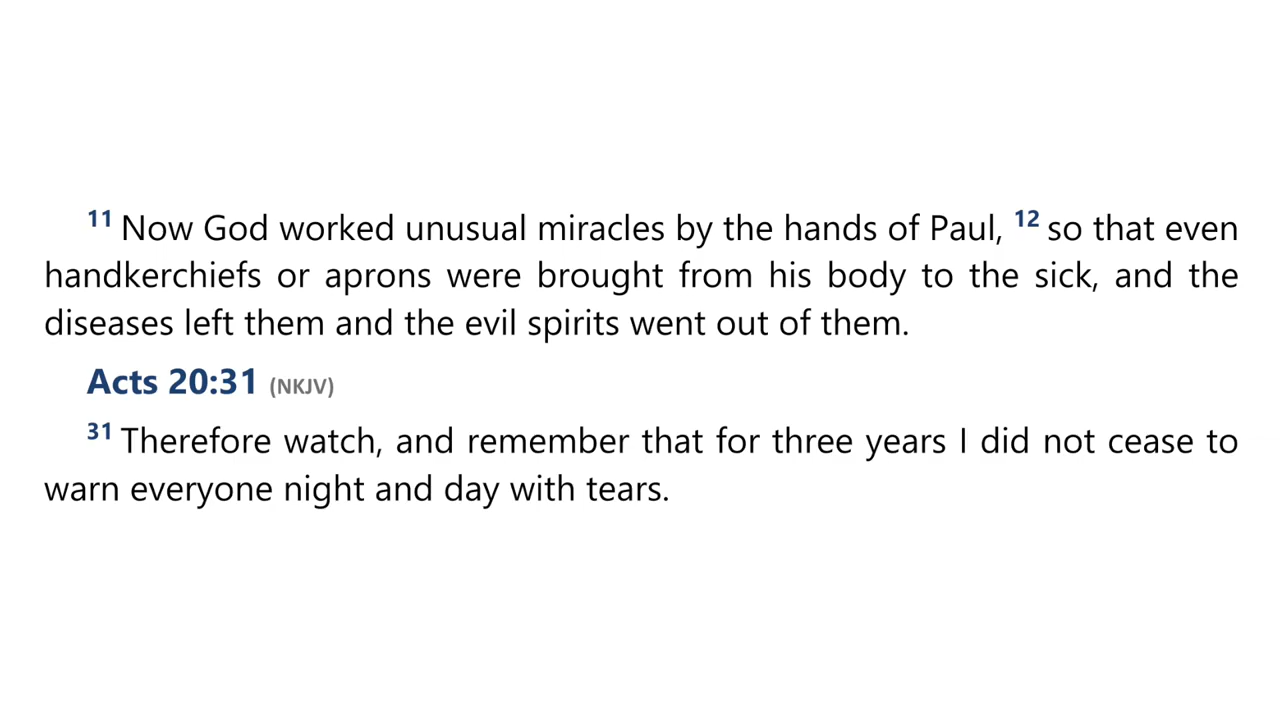 11 Now God worked unusual miracles by the hands of Paul, 12 so that even
handkerchiefs or aprons were brought from his body to the sick, and the
diseases left them and the evil spirits went out of them.
Acts 20:31 (NKJV)
31 Therefore watch, and remember that for three years I did not cease to
warn everyone night and day with tears.